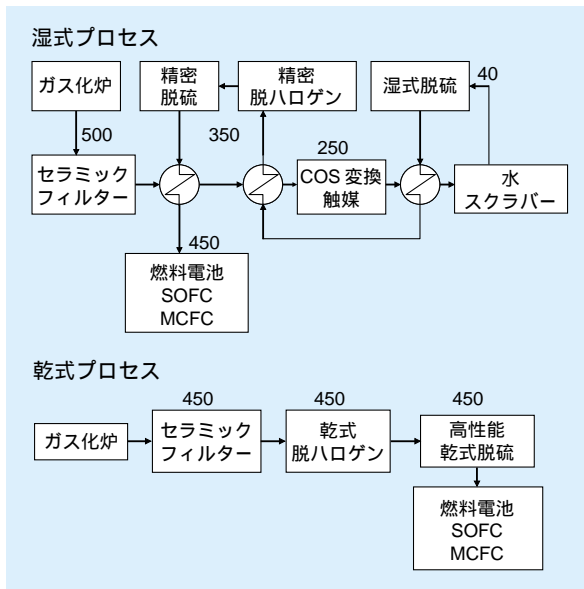 湿式プロセス
ガス化炉
精密
脱硫
精密
脱ハロゲン
湿式脱硫
40
500
350
250
セラミック
フィルター
COS 変換
触媒
水
スクラバー
450
燃料電池
SOFC
MCFC
乾式プロセス
450
450
450
ガス化炉
セラミック
フィルター
乾式
脱ハロゲン
高性能
乾式脱硫
燃料電池
SOFC
MCFC